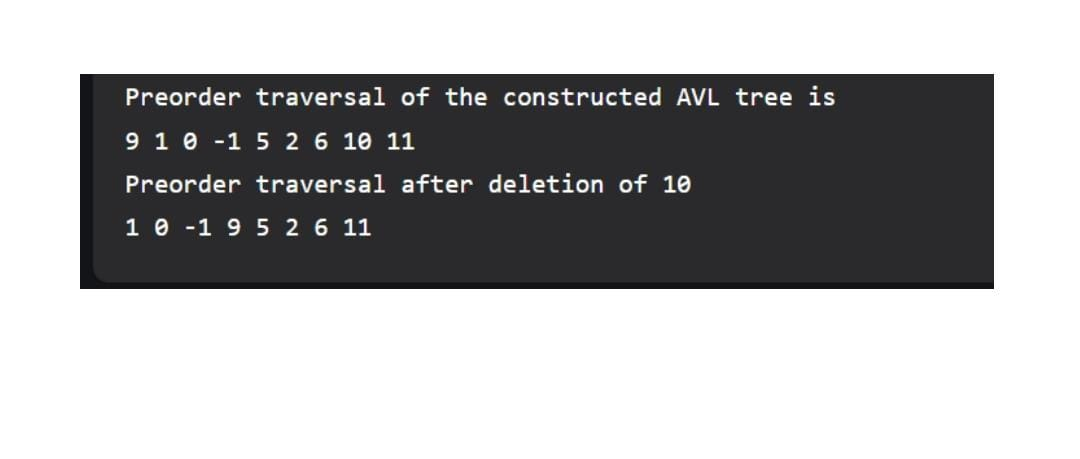 Preorder traversal of the constructed AVL tree is
9 1 0 -1 5 2 6 10 11
Preorder traversal after deletion of 10
1 0 -1 9 5 2 6 11